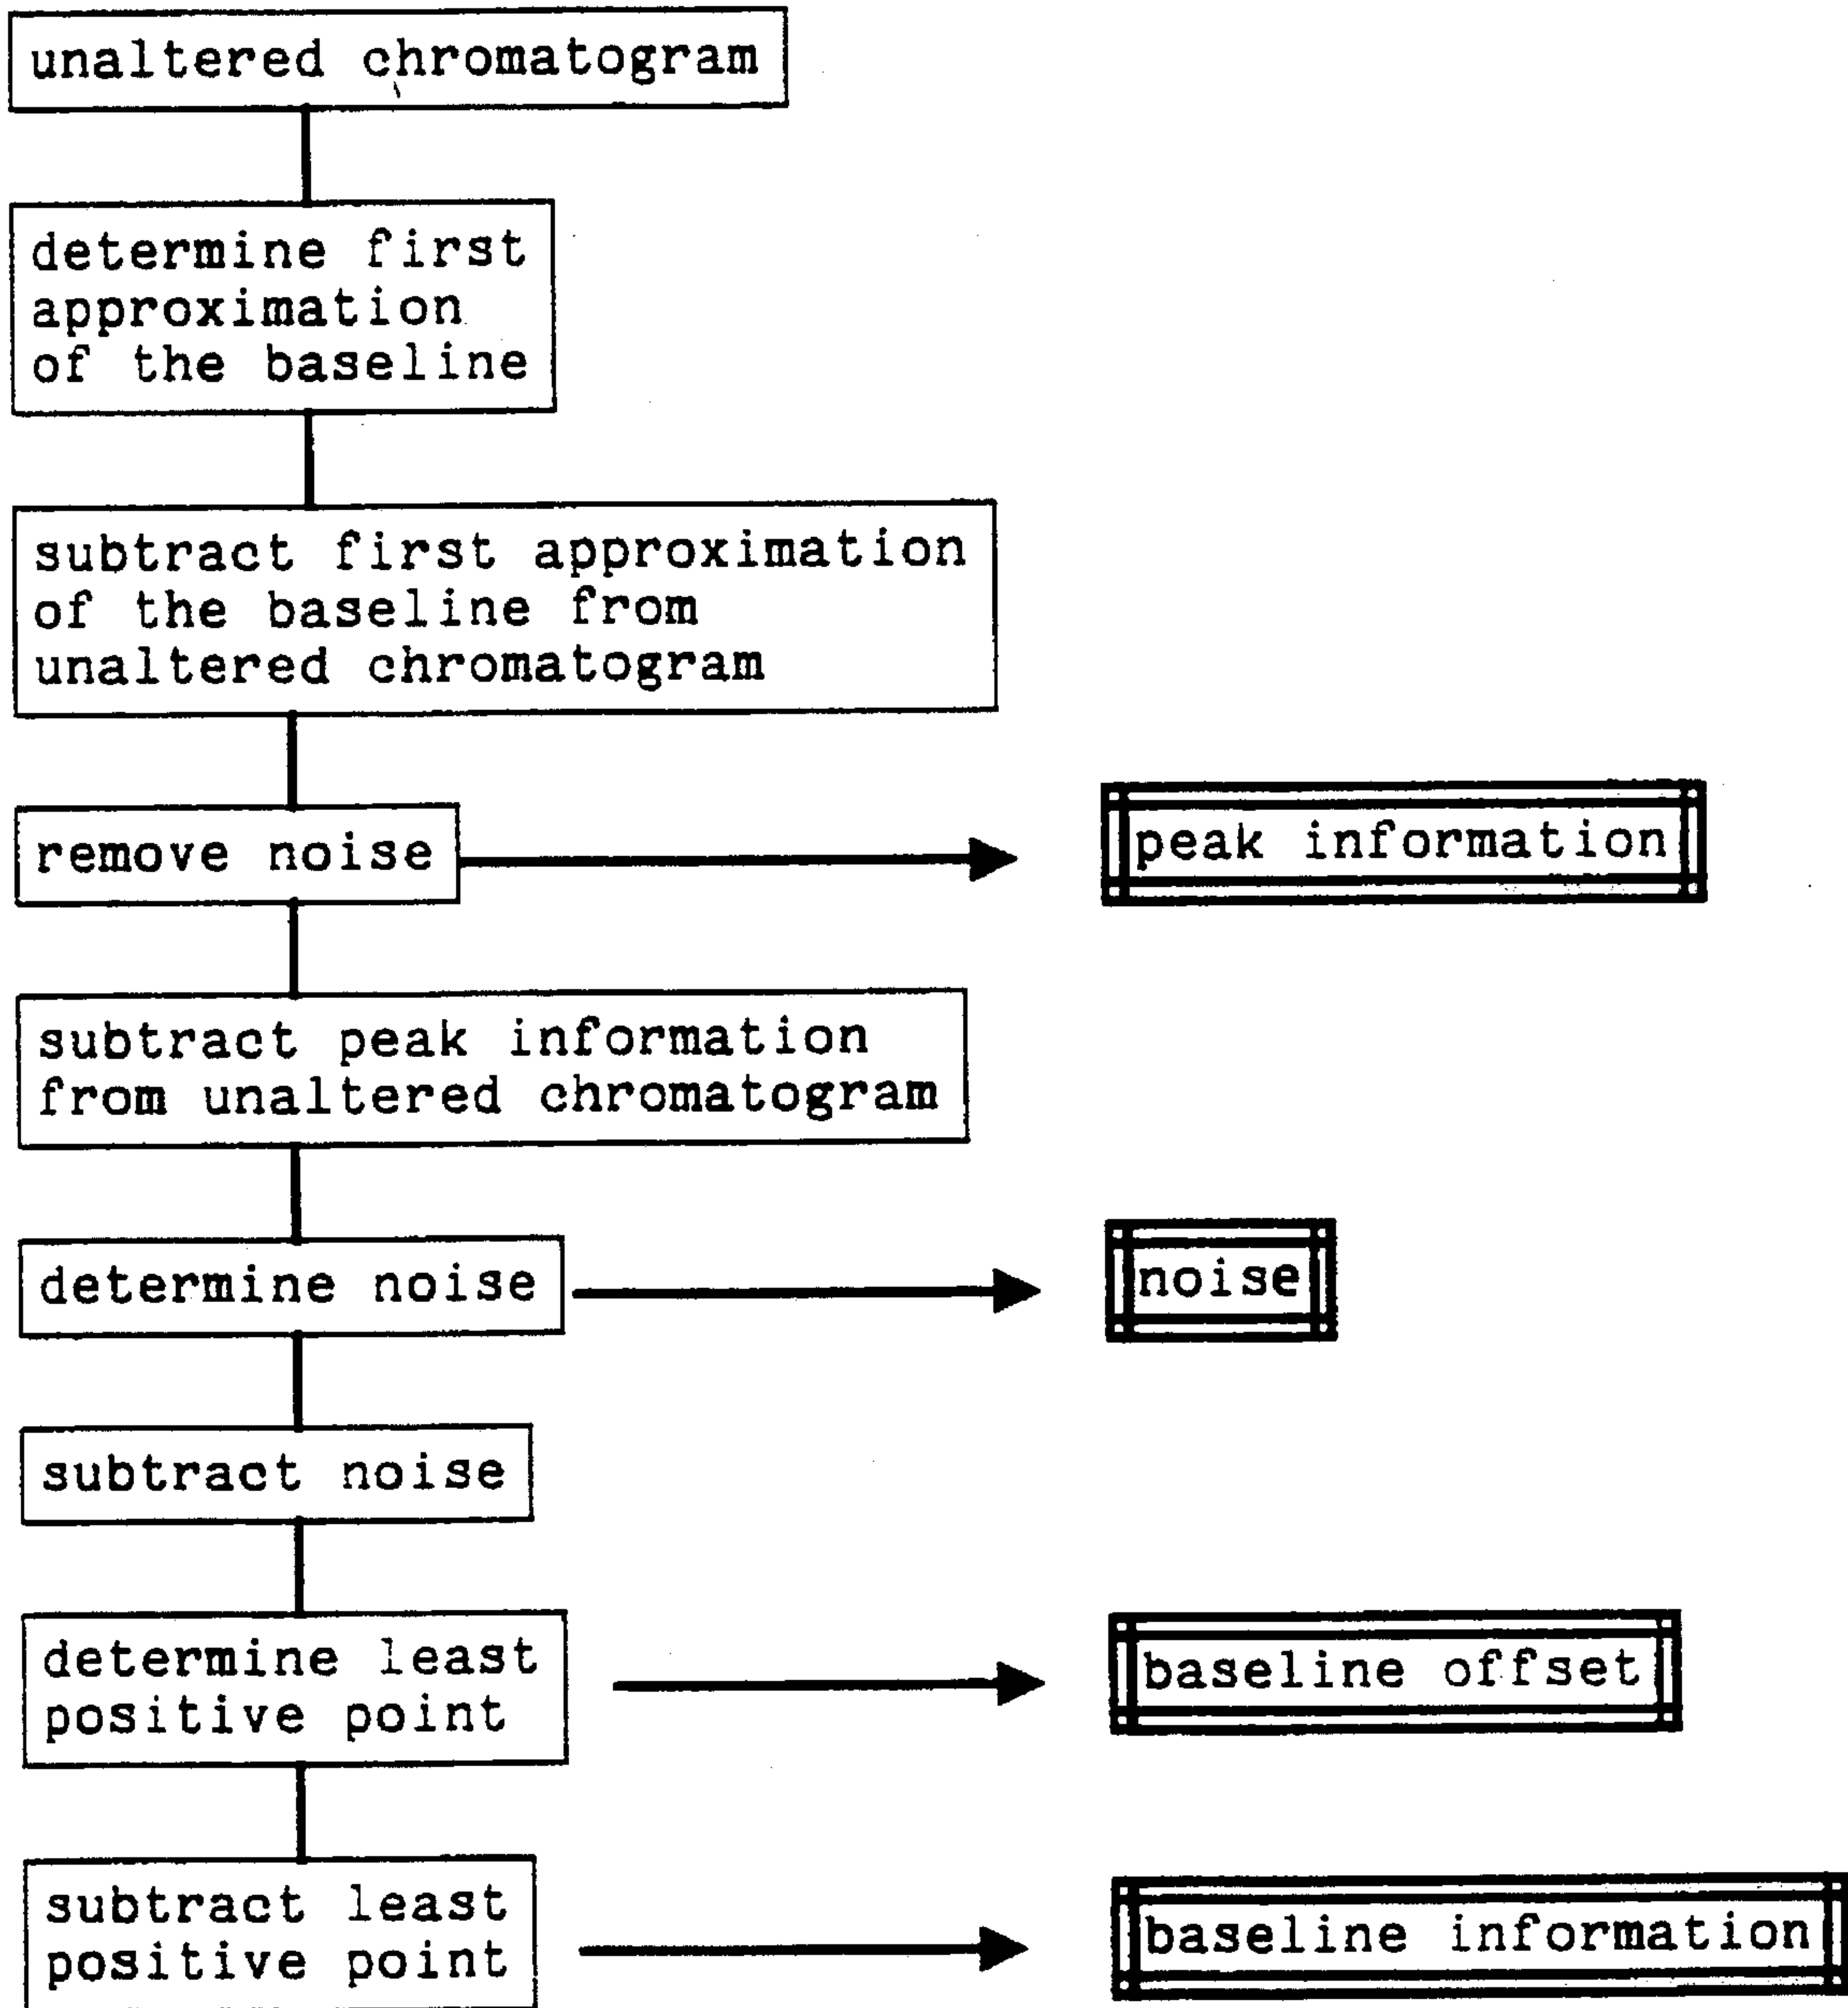 unaltered chromatogram
determine first
approximation
of the baseline
subtract first approximation
of the baseline from
unaltered chromatogram
remove noise
peak information
subtract peak information
from unaltered chromatogram
determine noise
noise
subtract noise
determine least
positive point
baseline offset
subtract least
positive point
baseline information